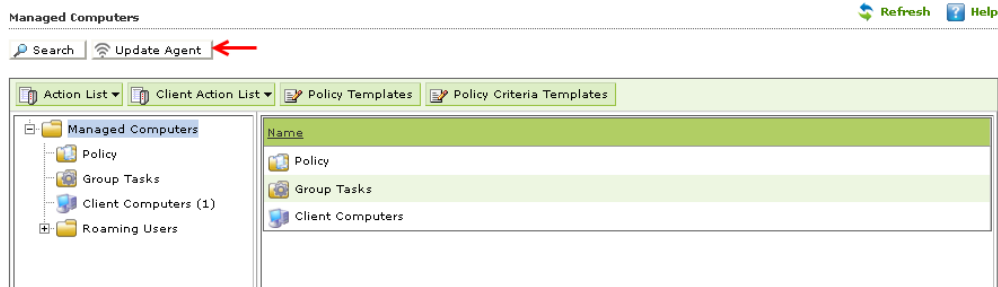 Managed Computers
Refresh Help
Search Update Agent
Action List Client Action List Policy Templates Policy Criteria Templates
Managed Computers
Policy
Group Tasks
Client Computers (1)
Roaming Users
Name
Policy
Group Tasks
Client Computers